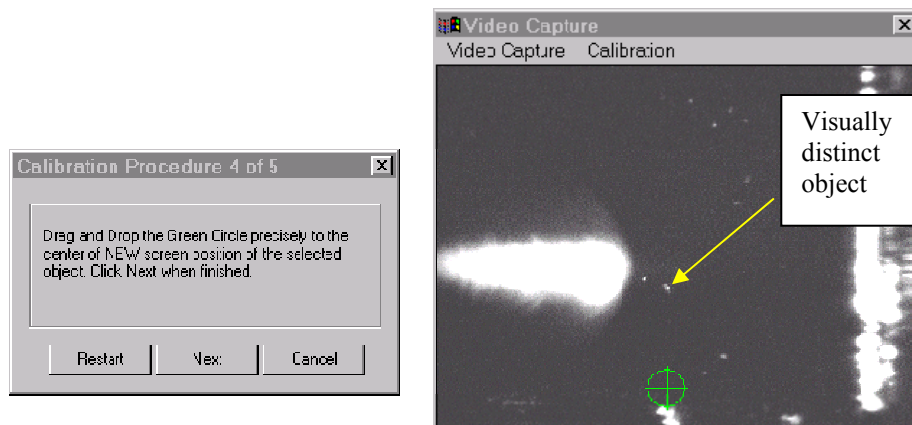 Calibration Procedure 4 of 5
Drag and Drop the Green Circle precisely to the
center of NEW screen position of the selected
object. Click Next when finished.
Restart Next Cancel
Video Capture
Video Capture Calibration
Visually
distinct
object